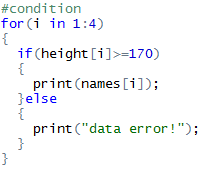 #condition
for(i in 1:4)
{
  if(height[i]>=170)
  {
    print(names[i]);
  }else
  {
    print("data error!");
  }
}